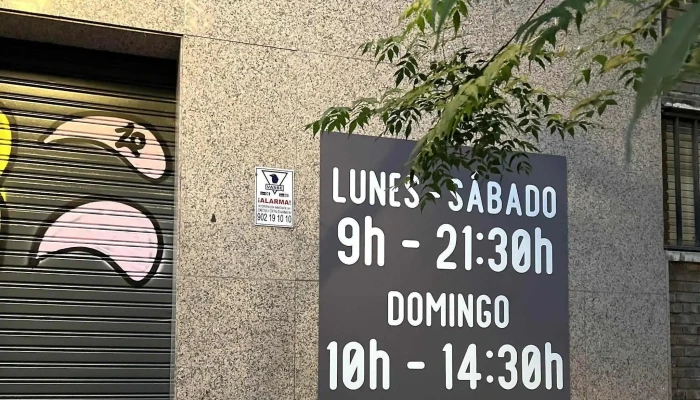 ¡ALARMA!
902 19 10 10
LUNES - SÁBADO
9h - 21:30h
DOMINGO
10h - 14:30h